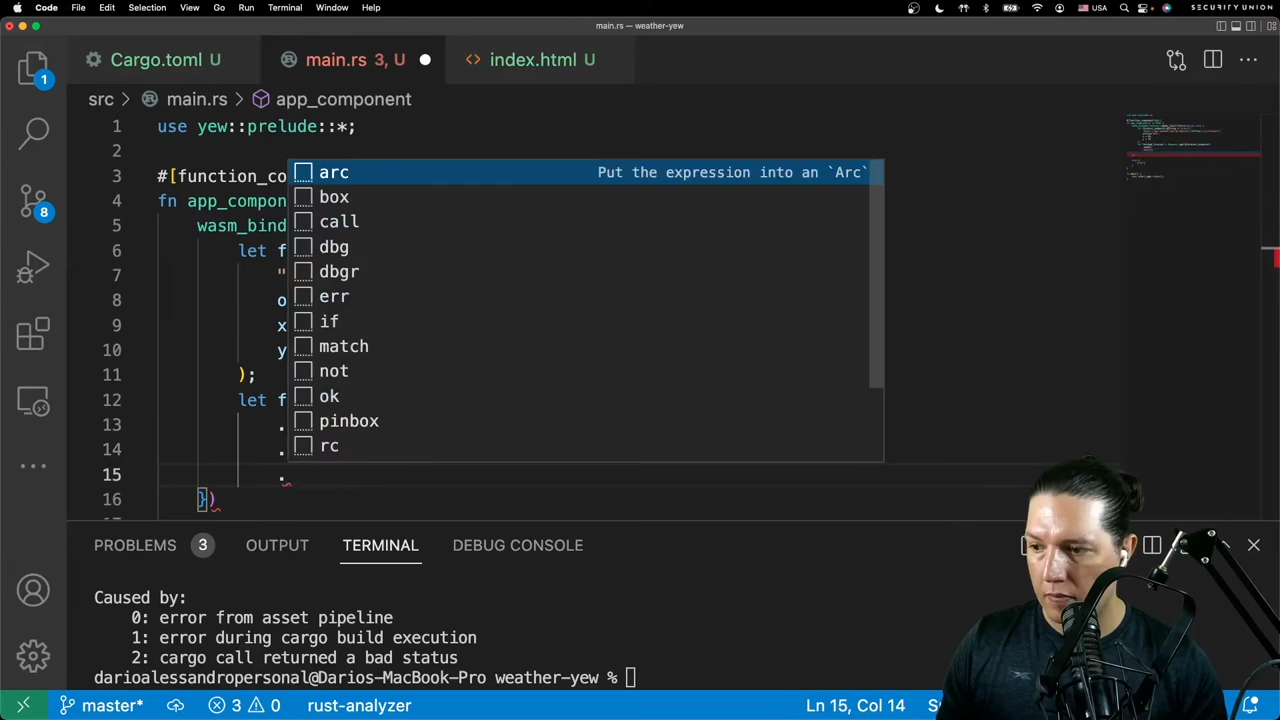 Code File Edit Selection View Go Run Terminal Window Help
USA
SECURITY UNION
main.rs — weather-yew
Cargo.toml U
main.rs 3, U
index.html U
src > main.rs > app_component
1 use yew::prelude::*;
2
3 #[function_co
4 fn app_compon
5 wasm_bind
6 let f
7 "
8 o
9 x
10 y
11 );
12 let f
13 .
14 .
15 .
16 })
arc Put the expression into an `Arc`
box
call
dbg
dbgr
err
if
match
not
ok
pinbox
rc
1
8
PROBLEMS 3 OUTPUT TERMINAL DEBUG CONSOLE
Caused by:
0: error from asset pipeline
1: error during cargo build execution
2: cargo call returned a bad status
darioalessandropersonal@Darios-MacBook-Pro weather-yew %
master* 3 0 rust-analyzer Ln 15, Col 14